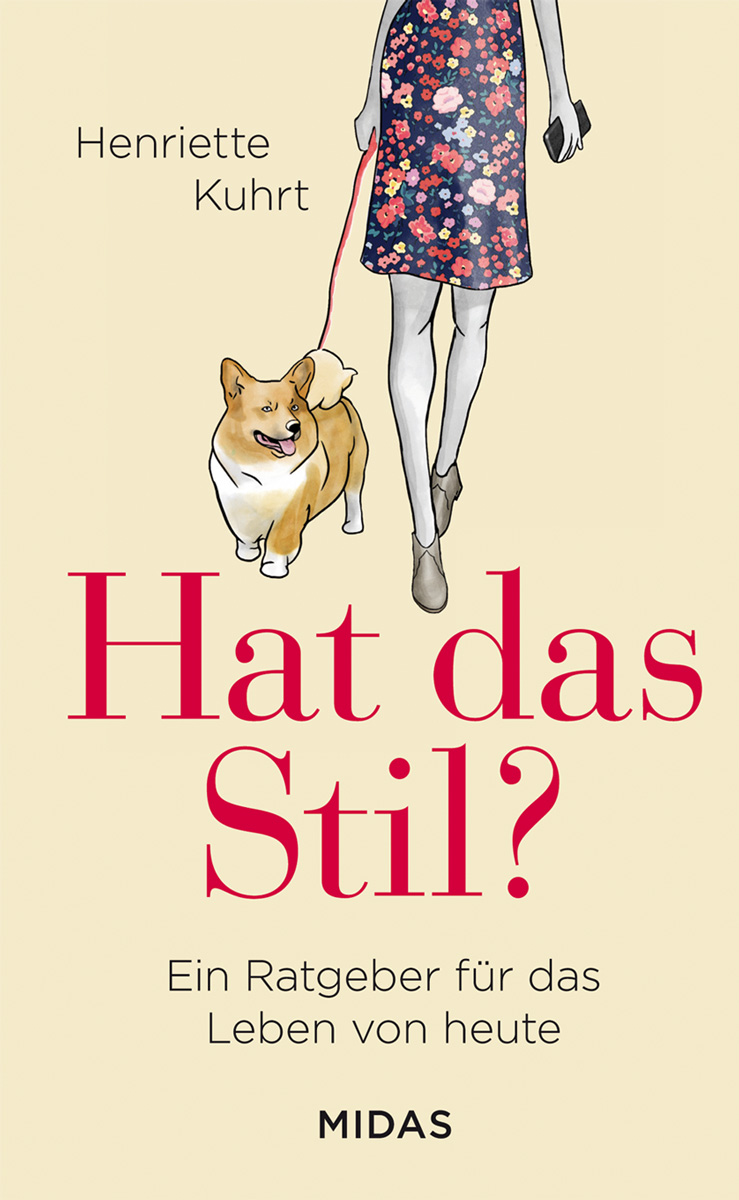 Henriette
Kuhrt
Hat das
Stil?
Ein Ratgeber für das
Leben von heute
MIDAS